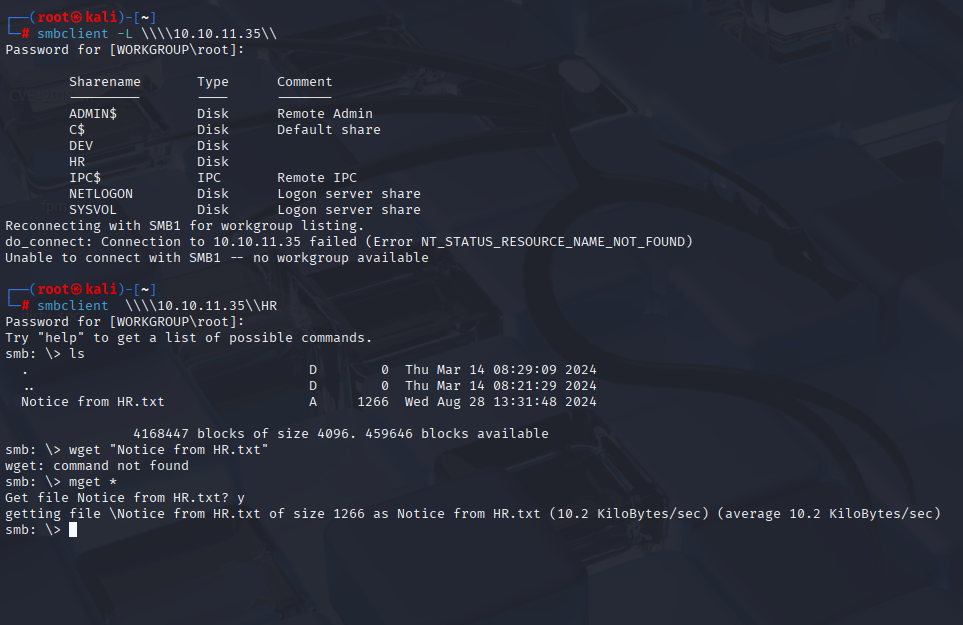 ┌──(root㉿kali)-[~]
└─# smbclient -L \\\\10.10.11.35\\
Password for [WORKGROUP\root]:
Sharename Type Comment
--------- ---- -------
ADMIN$ Disk Remote Admin
C$ Disk Default share
DEV Disk
HR Disk
IPC$ IPC Remote IPC
NETLOGON Disk Logon server share
SYSVOL Disk Logon server share
Reconnecting with SMB1 for workgroup listing.
do_connect: Connection to 10.10.11.35 failed (Error NT_STATUS_RESOURCE_NAME_NOT_FOUND)
Unable to connect with SMB1 -- no workgroup available
┌──(root㉿kali)-[~]
└─# smbclient  \\\\10.10.11.35\\HR
Password for [WORKGROUP\root]:
Try "help" to get a list of possible commands.
smb: \> ls
. D 0 Thu Mar 14 08:29:09 2024
.. D 0 Thu Mar 14 08:21:29 2024
Notice from HR.txt A 1266 Wed Aug 28 13:31:48 2024
4168447 blocks of size 4096. 459646 blocks available
smb: \> wget "Notice from HR.txt"
wget: command not found
smb: \> mget *
Get file Notice from HR.txt? y
getting file \Notice from HR.txt of size 1266 as Notice from HR.txt (10.2 KiloBytes/sec) (average 10.2 KiloBytes/sec)
smb: \>